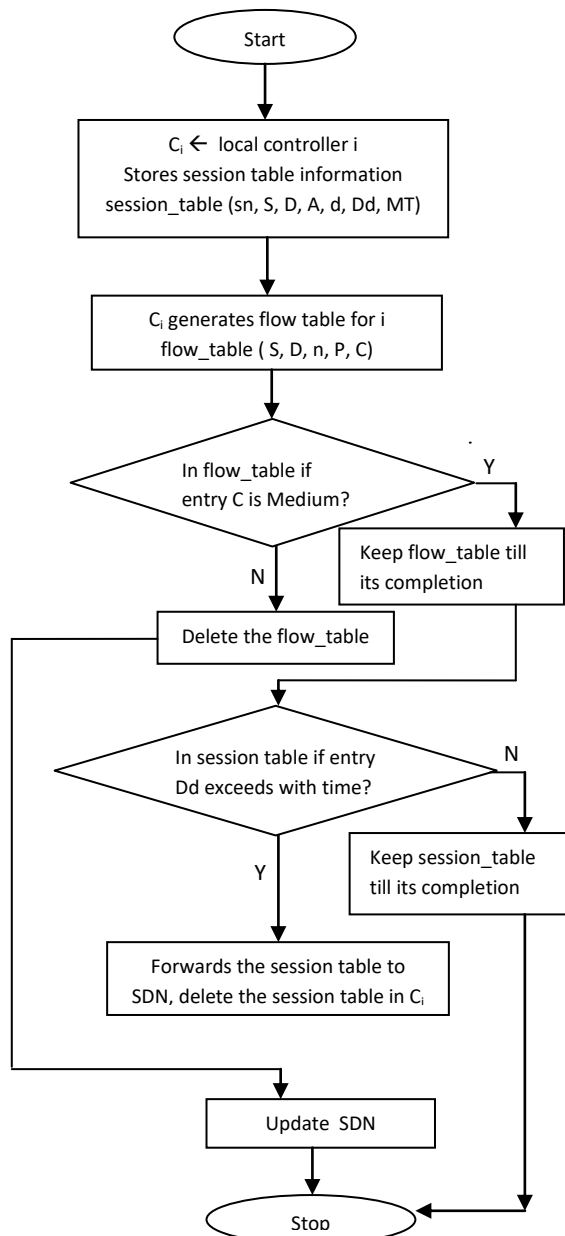 Start
Cᵢ ← local controller i
Stores session table information
session_table (sn, S, D, A, d, Dd, MT)
Cᵢ generates flow table for i
flow_table ( S, D, n, P, C)
In flow_table if
entry C is Medium?
Y
Keep flow_table till
its completion
N
Delete the flow_table
In session table if entry
Dd exceeds with time?
N
Keep session_table
till its completion
Y
Forwards the session table to
SDN, delete the session table in Cᵢ
Update SDN
Stop